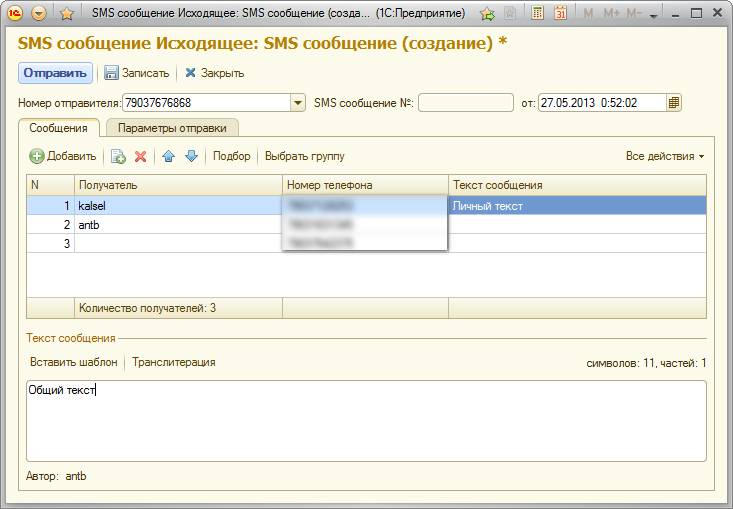 SMS сообщение Исходящее: SMS сообщение (созда... (1С:Предприятие)
M M+ M-
31
SMS сообщение Исходящее: SMS сообщение (создание) *
Отправить Записать Закрыть
Номер отправителя: 79037676868 SMS сообщение №: от: 27.05.2013 0:52:02
Сообщения Параметры отправки
Добавить Подбор Выбрать группу Все действия
N Получатель Номер телефона Текст сообщения
1 kalsel Личный текст
2 antb
3
Количество получателей: 3
Текст сообщения
Вставить шаблон Транслитерация символов: 11, частей: 1
Общий текст
Автор: antb